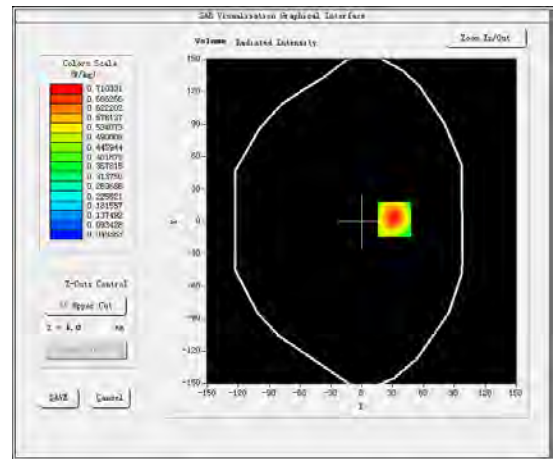 SAR Visualisation Graphical Interface
Volume Radiated Intensity
Zoom In/Out
Colors Scale
(W/kg)
0.710331
0.666266
0.622202
0.578137
0.534073
0.490008
0.445944
0.401879
0.357815
0.313750
0.269686
0.225621
0.181557
0.137492
0.093428
150
120
90
60
30
0
-30
-60
-90
-120
-150
Y
-150 -120 -90 -60 -30 0 30 60 90 120 150
X
Z-Cuts Control
Upper Cut
SAVE Cancel